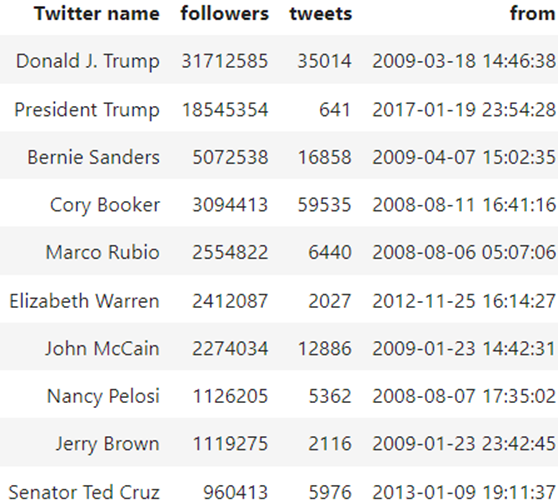 Twitter name followers tweets from
Donald J. Trump 31712585 35014 2009-03-18 14:46:38
President Trump 18545354 641 2017-01-19 23:54:28
Bernie Sanders 5072538 16858 2009-04-07 15:02:35
Cory Booker 3094413 59535 2008-08-11 16:41:16
Marco Rubio 2554822 6440 2008-08-06 05:07:06
Elizabeth Warren 2412087 2027 2012-11-25 16:14:27
John McCain 2274034 12886 2009-01-23 14:42:31
Nancy Pelosi 1126205 5362 2008-08-07 17:35:02
Jerry Brown 1119275 2116 2009-01-23 23:42:45
Senator Ted Cruz 960413 5976 2013-01-09 19:11:37